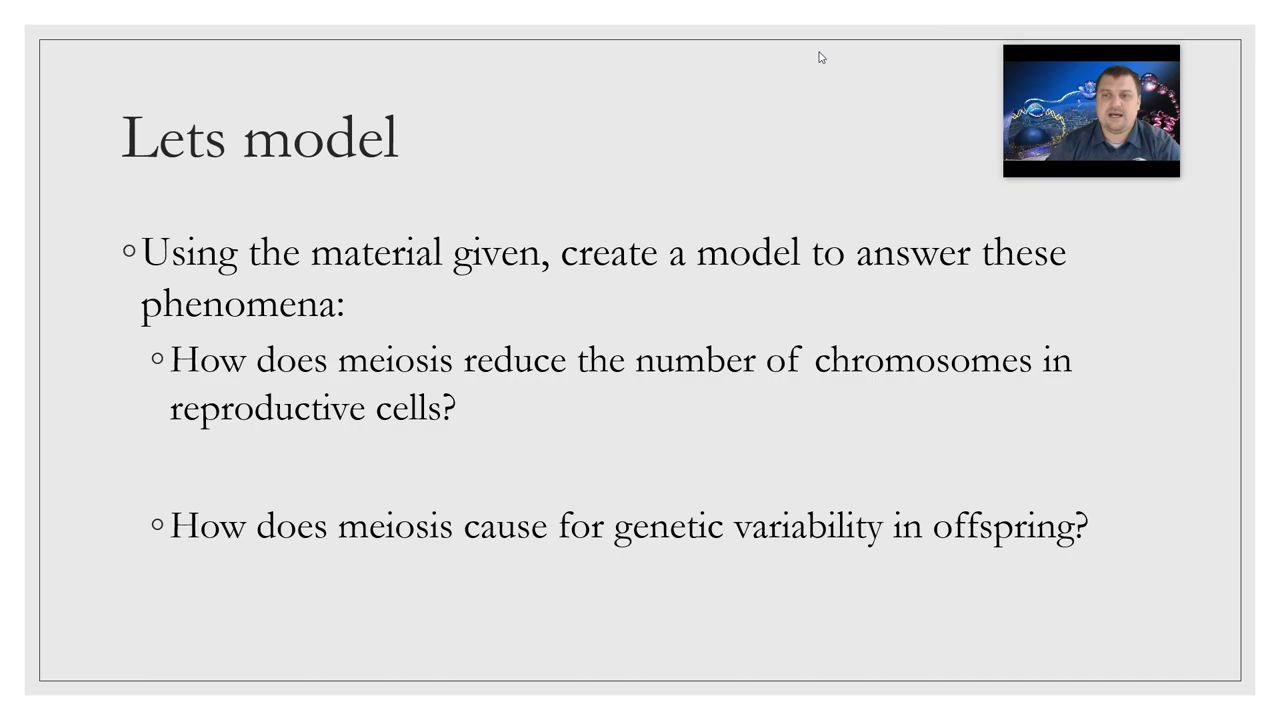 Lets model
◦Using the material given, create a model to answer these
phenomena:
◦How does meiosis reduce the number of chromosomes in
reproductive cells?
◦How does meiosis cause for genetic variability in offspring?